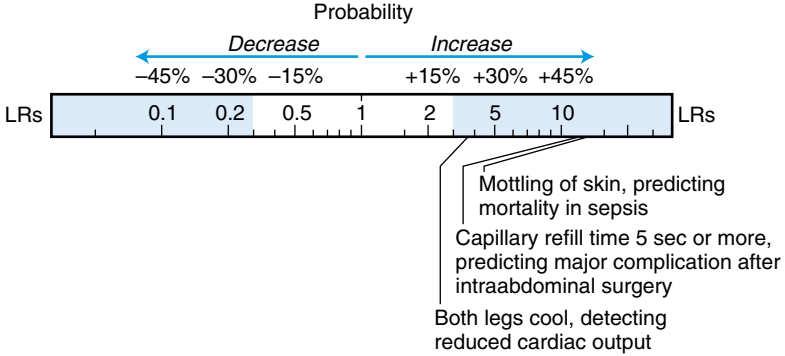 Probability
Decrease Increase
–45% –30% –15% +15% +30% +45%
LRs 0.1 0.2 0.5 1 2 5 10 LRs
Mottling of skin, predicting
mortality in sepsis
Capillary refill time 5 sec or more,
predicting major complication after
intraabdominal surgery
Both legs cool, detecting
reduced cardiac output